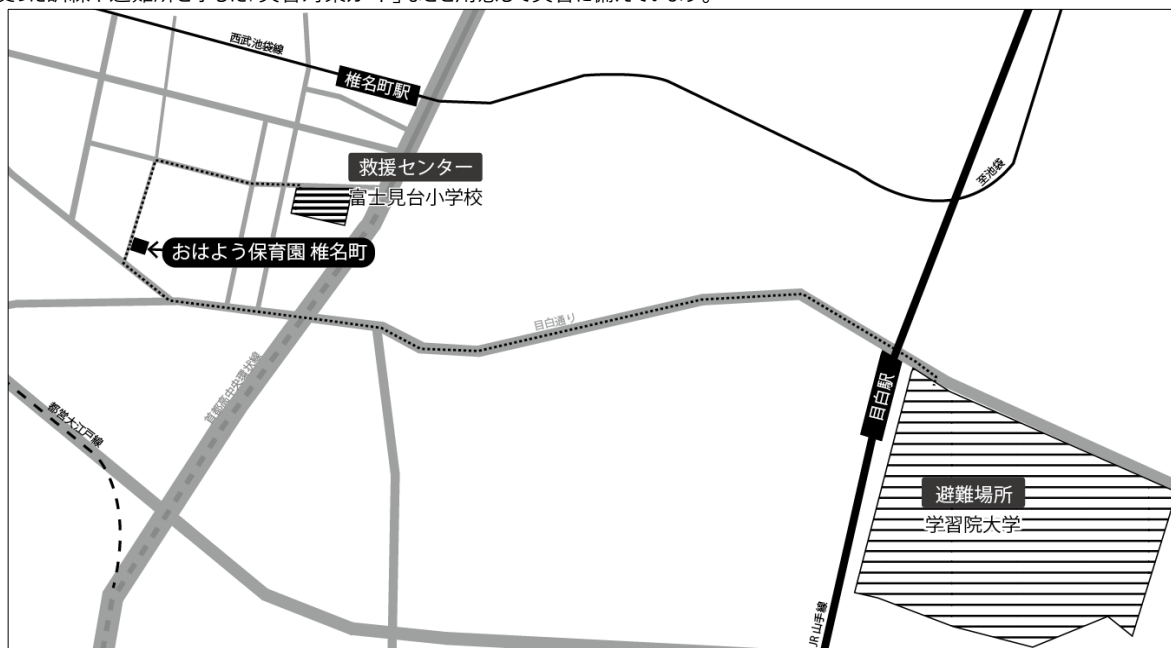 西武池袋線
椎名町駅
救援センター
富士見台小学校
至池袋
おはよう保育園 椎名町
目白通り
首都高中央環状線
目白駅
都営大江戸線
避難場所
学習院大学
JR山手線